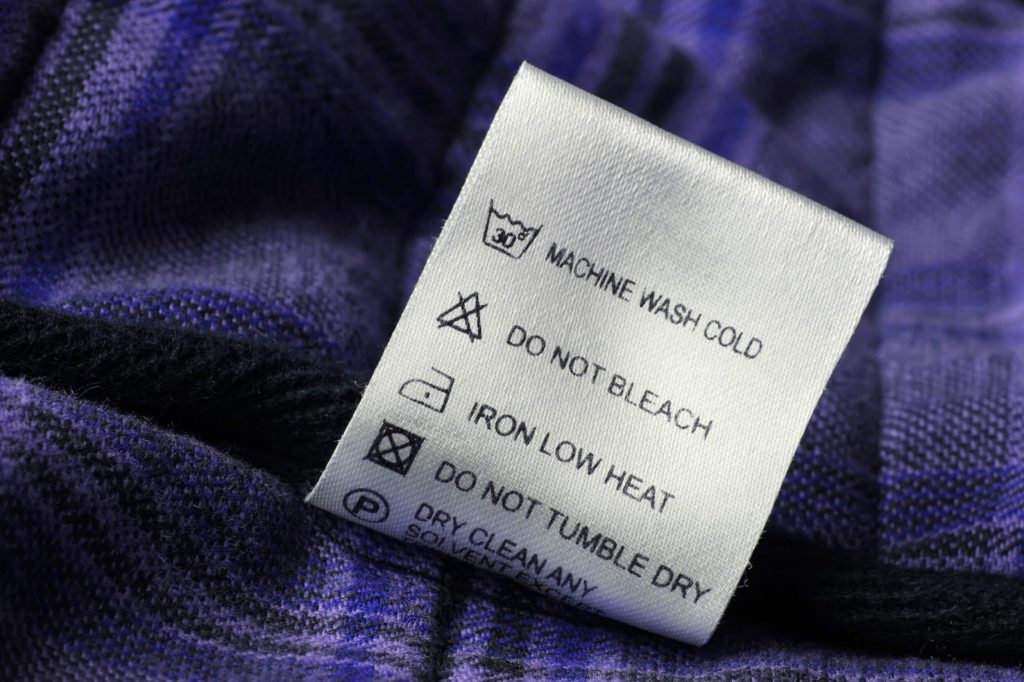 30°
MACHINE WASH COLD
DO NOT BLEACH
IRON LOW HEAT
DO NOT TUMBLE DRY
P
DRY CLEAN ANY
SOLVENT